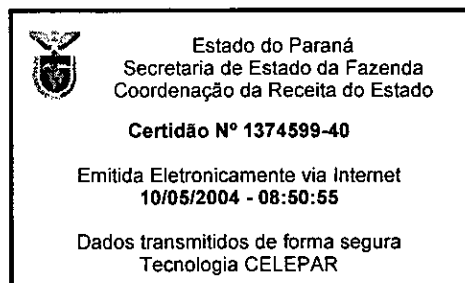 Estado do Paraná
Secretaria de Estado da Fazenda
Coordenação da Receita do Estado
Certidão Nº 1374599-40
Emitida Eletronicamente via Internet
10/05/2004 - 08:50:55
Dados transmitidos de forma segura
Tecnologia CELEPAR